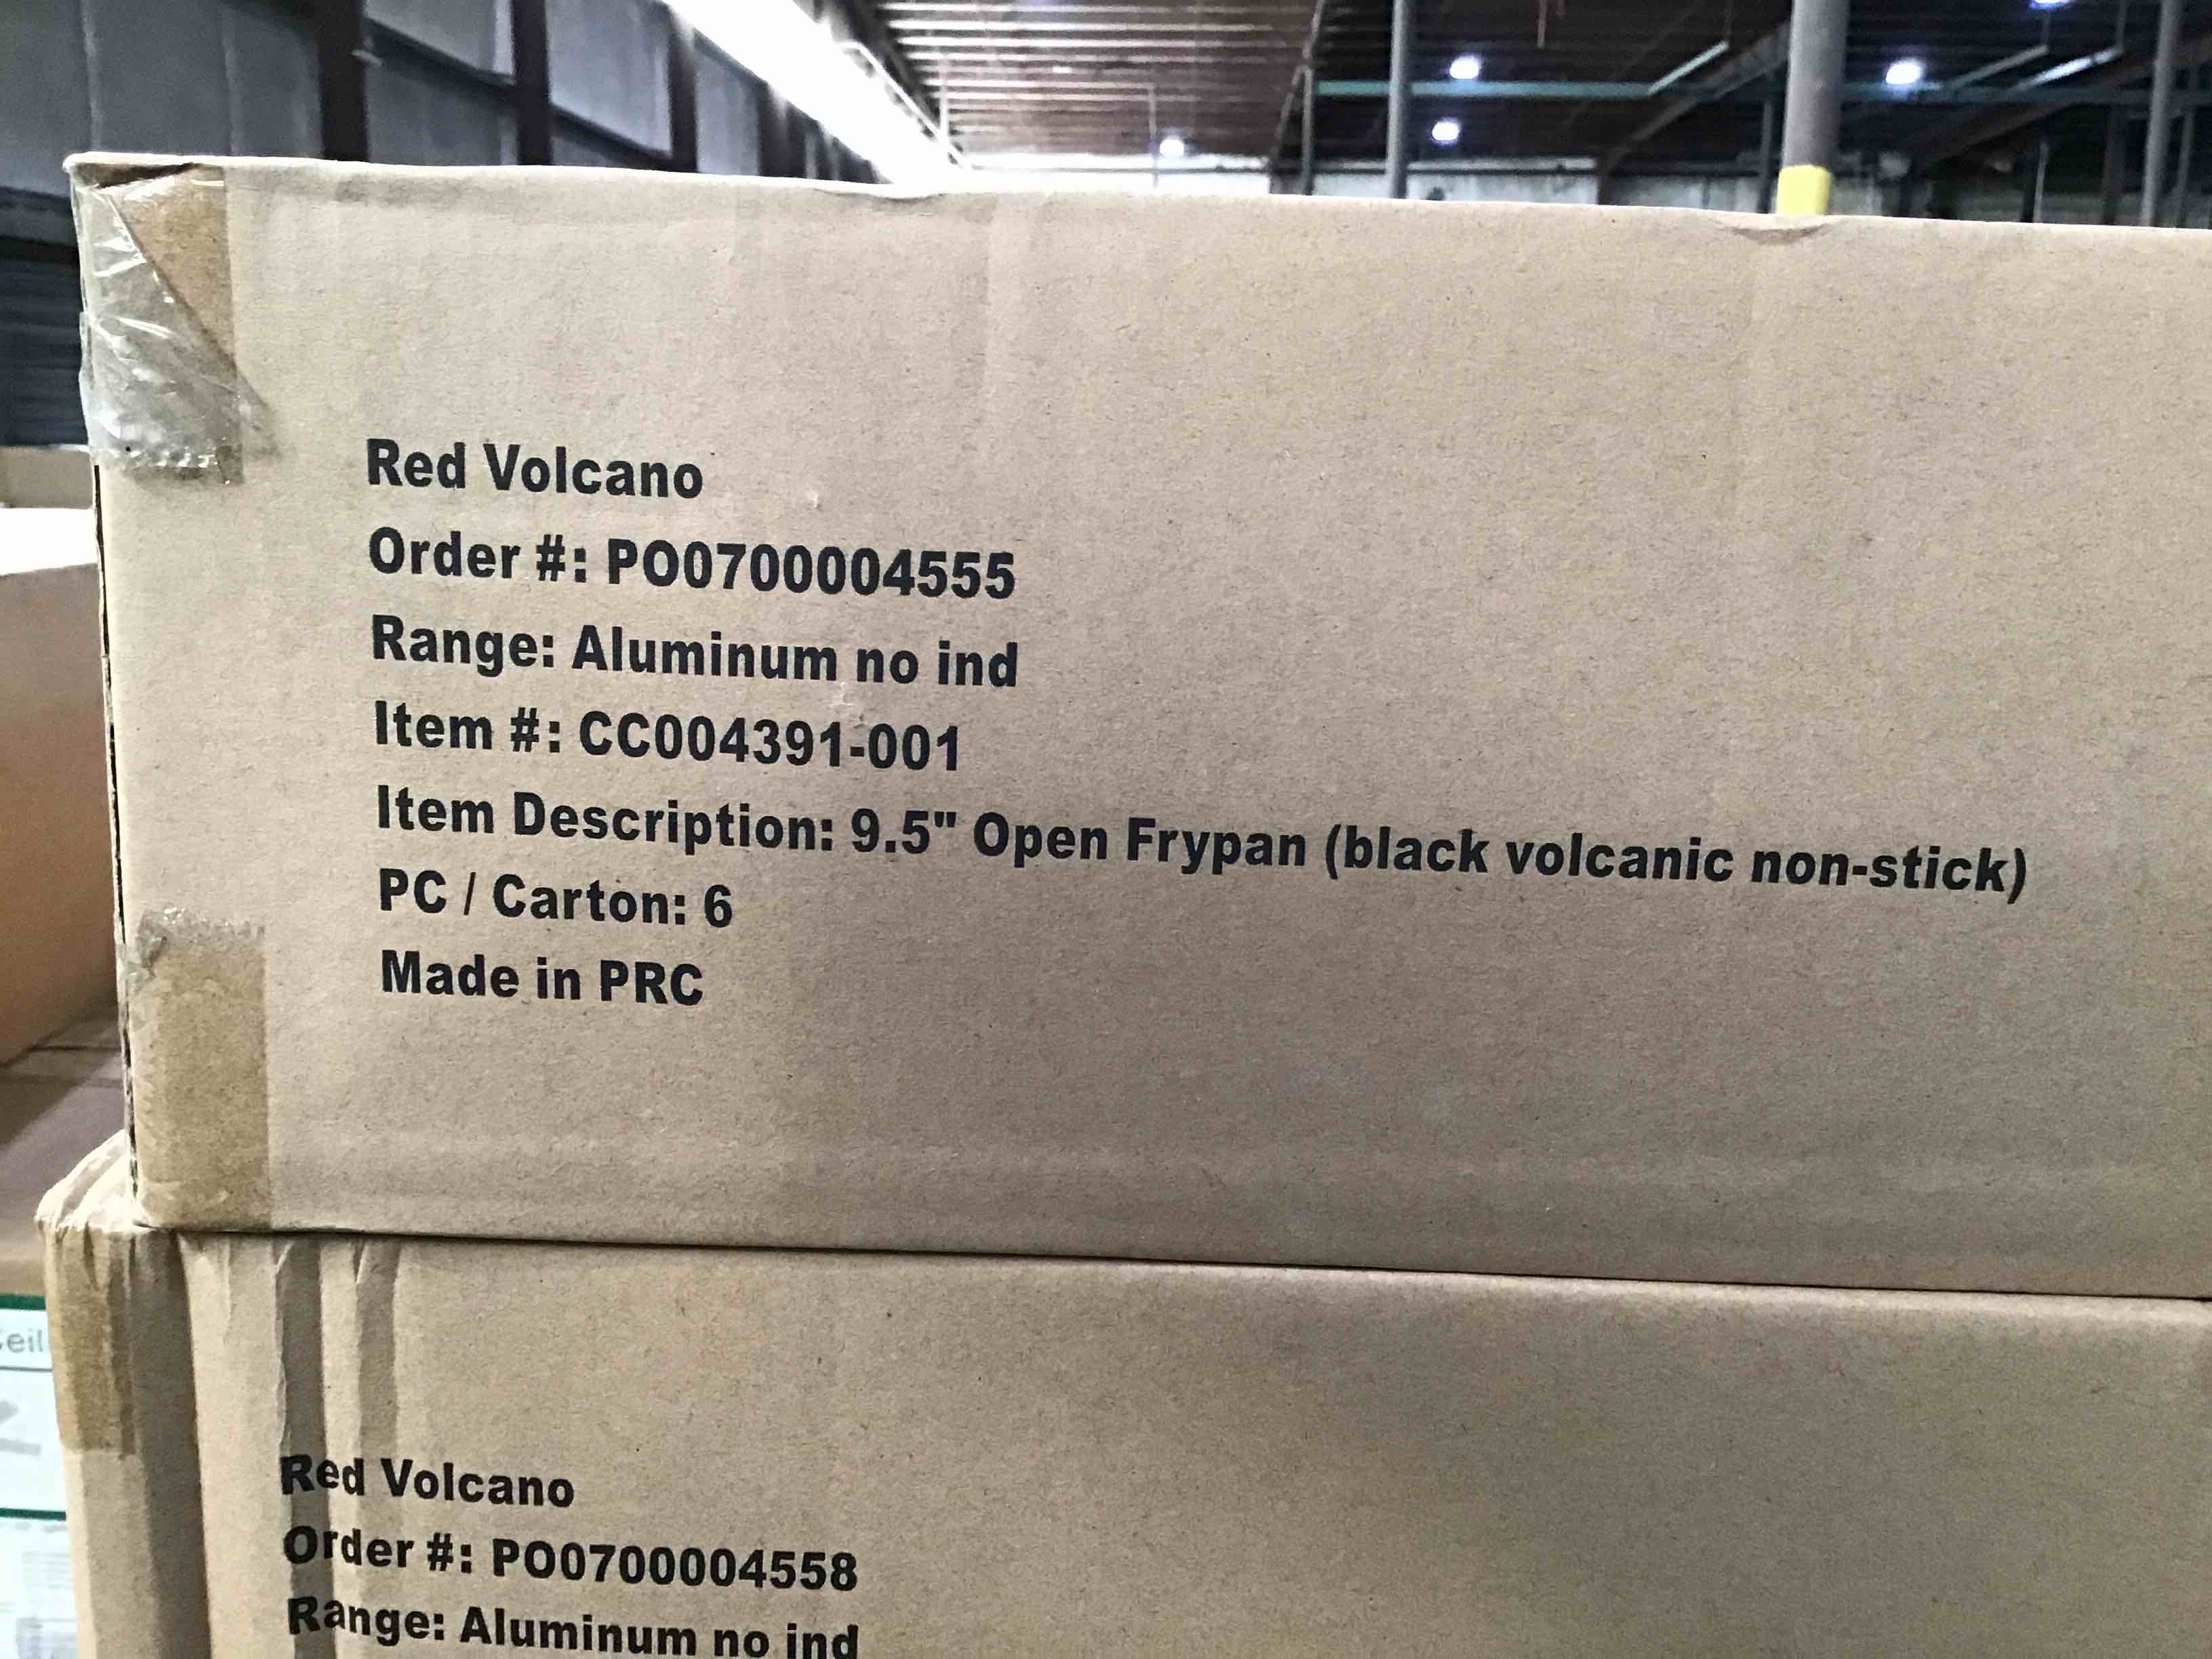 Red Volcano
Order #: PO0700004555
Range: Aluminum no ind
Item #: CC004391-001
Item Description: 9.5" Open Frypan (black volcanic non-stick)
PC / Carton: 6
Made in PRC
Red Volcano
Order #: PO0700004558
Range: Aluminum no ind